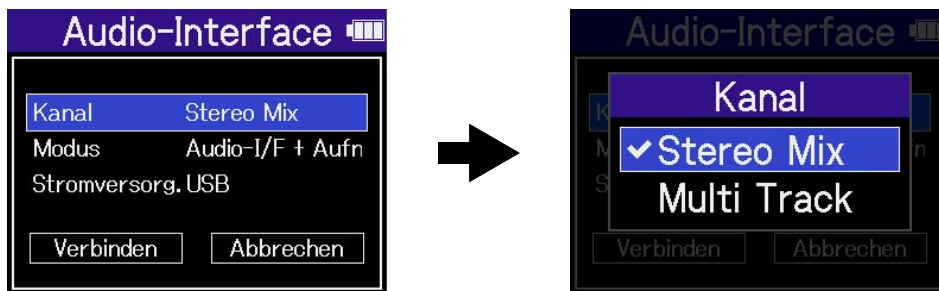 Audio-Interface
Kanal Stereo Mix
Modus Audio-I/F + Aufn
Stromversorg. USB
Verbinden Abbrechen
Audio-Interface
Kanal
Stereo Mix
Multi Track
Verbinden Abbrechen